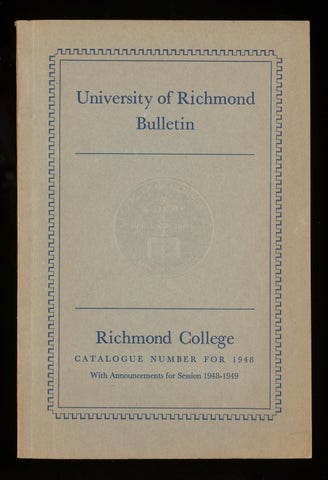 University of Richmond
Bulletin
Richmond College
CATALOGUE NUMBER FOR 1948
With Announcements for Session 1948-1949